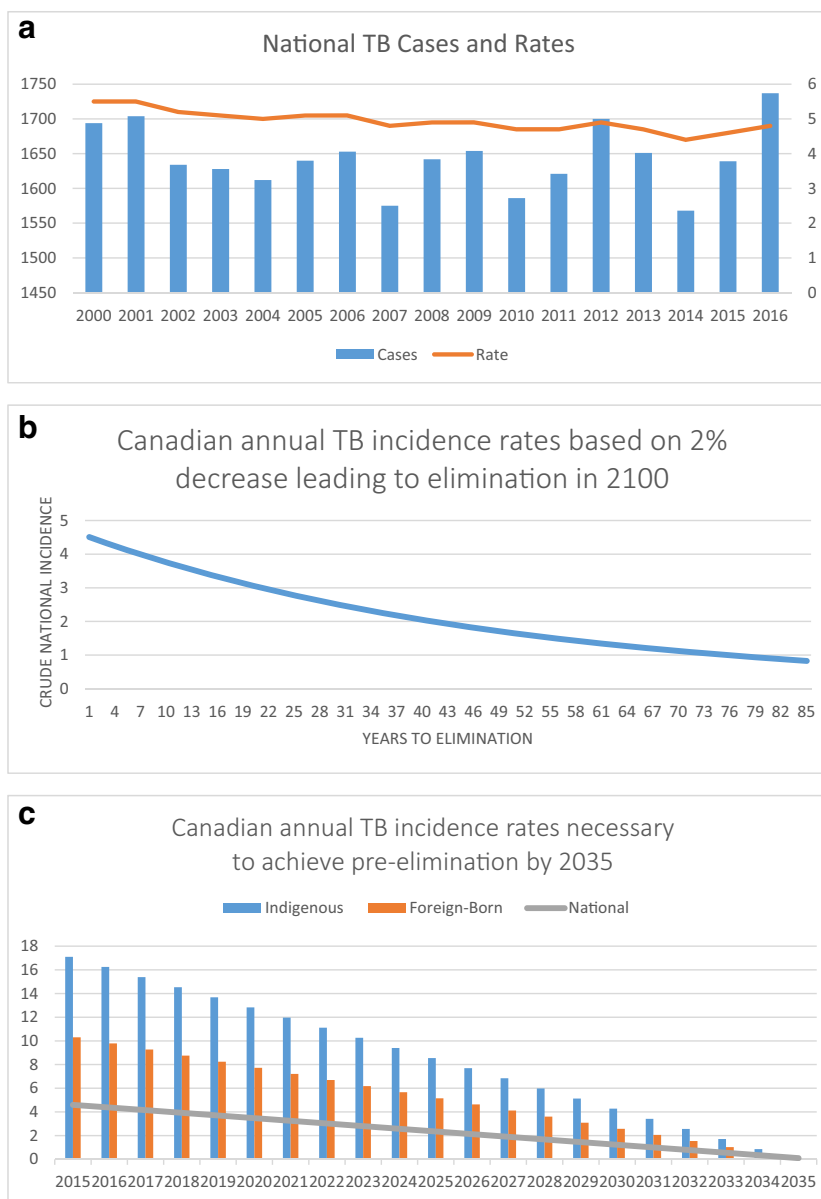 a
National TB Cases and Rates
1750
1700
1650
1600
1550
1500
1450
6
5
4
3
2
1
0
2000 2001 2002 2003 2004 2005 2006 2007 2008 2009 2010 2011 2012 2013 2014 2015 2016
Cases Rate
b
Canadian annual TB incidence rates based on 2%
decrease leading to elimination in 2100
CRUDE NATIONAL INCIDENCE
5
4
3
2
1
0
1 4 7 10 13 16 19 22 25 28 31 34 37 40 43 46 49 52 55 58 61 64 67 70 73 76 79 82 85
YEARS TO ELIMINATION
c
Canadian annual TB incidence rates necessary
to achieve pre-elimination by 2035
Indigenous Foreign-Born National
18
16
14
12
10
8
6
4
2
0
2015 2016 2017 2018 2019 2020 2021 2022 2023 2024 2025 2026 2027 2028 2029 2030 2031 2032 2033 2034 2035